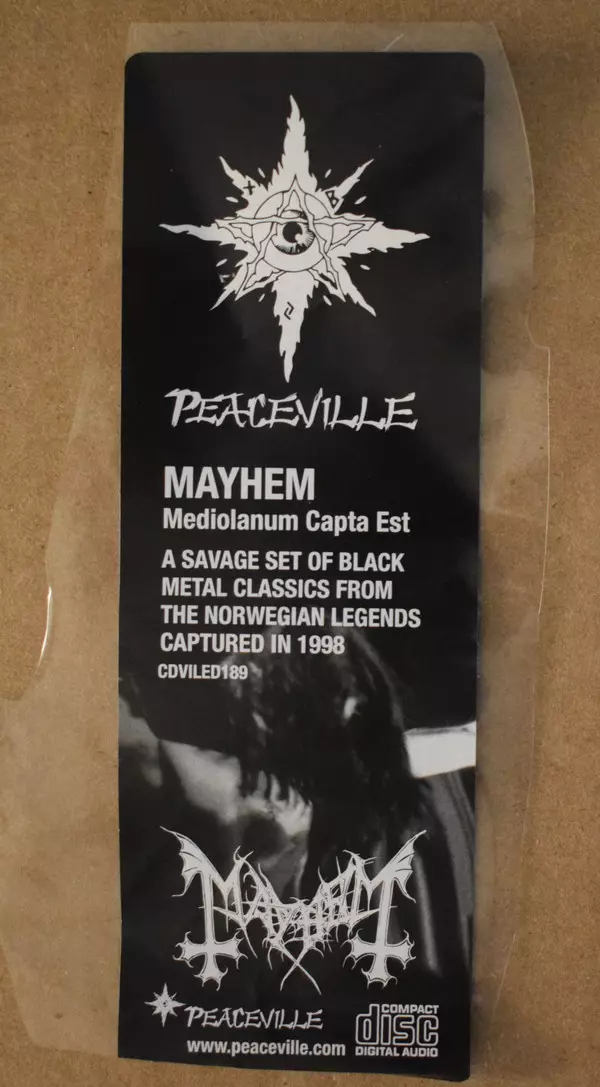 PEACEVILLE
MAYHEM
Mediolanum Capta Est
A SAVAGE SET OF BLACK
METAL CLASSICS FROM
THE NORWEGIAN LEGENDS
CAPTURED IN 1998
CDVILED189
MAYHEM
PEACEVILLE
www.peaceville.com
COMPACT
disc
DIGITAL AUDIO